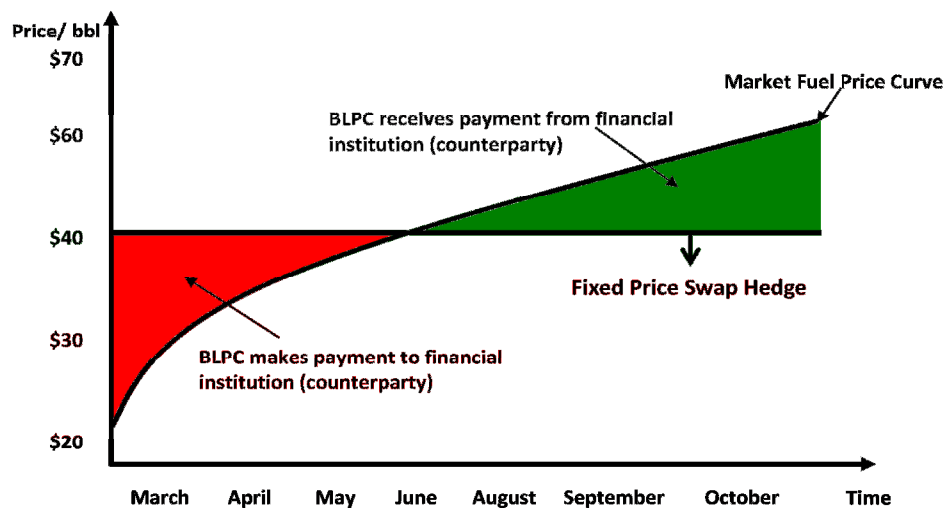 Price/ bbl
$70
Market Fuel Price Curve
BLPC receives payment from financial
institution (counterparty)
$60
$40
Fixed Price Swap Hedge
$30
BLPC makes payment to financial
institution (counterparty)
$20
March April May June August September October Time